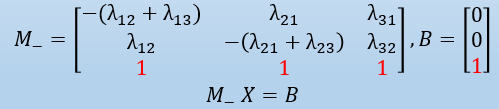 M₋ = [−(λ₁₂ + λ₁₃) λ₂₁ λ₃₁
λ₁₂ −(λ₂₁ + λ₂₃) λ₃₂
1 1 1] , B = [0
0
1]
M₋ X = B